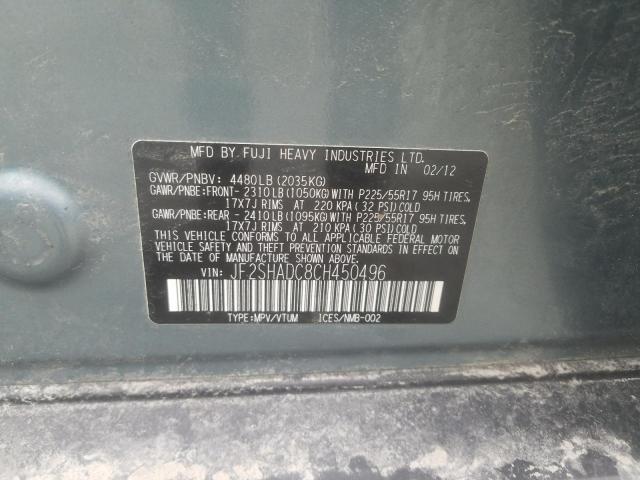 MFD BY FUJI HEAVY INDUSTRIES LTD.
MFD IN 02/12
GVWR/PNBV: 4480LB(2035KG)
GAWR/PNBE:FRONT- 2310LB(1050KG)WITH P225/55R17 95H TIRES,
17X7J RIMS AT 220 KPA(32 PSI)COLD
GAWR/PNBE:REAR - 2410LB(1095KG)WITH P225/55R17 95H TIRES,
17X7J RIMS AT 210 KPA(30 PSI)COLD
THIS VEHICLE CONFORMS TO ALL APPLICABLE FEDERAL MOTOR
VEHICLE SAFETY AND THEFT PREVENTION STANDARDS IN EFFECT ON
THE DATE OF MANUFACTURE SHOWN ABOVE.
VIN: JF2SHADC8CH450496
TYPE:MPV/VTUM ICES/NMB-002